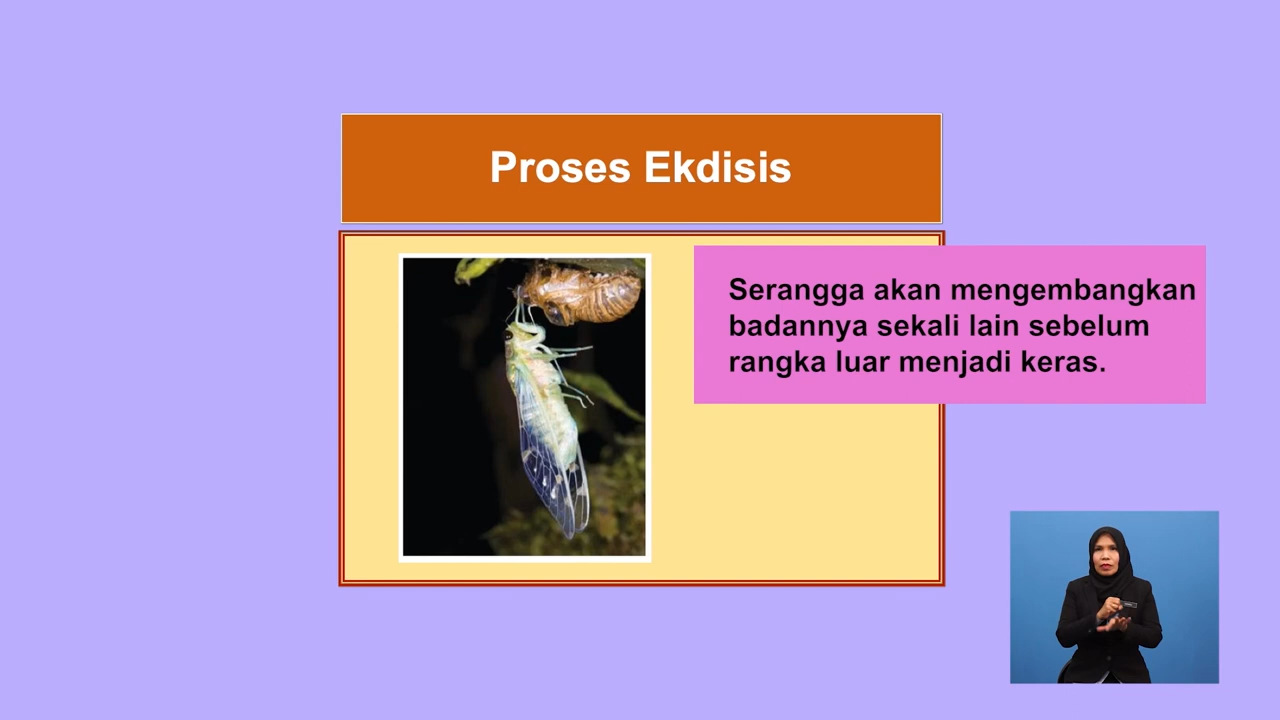 Proses Ekdisis
Serangga akan mengembangkan
badannya sekali lain sebelum
rangka luar menjadi keras.